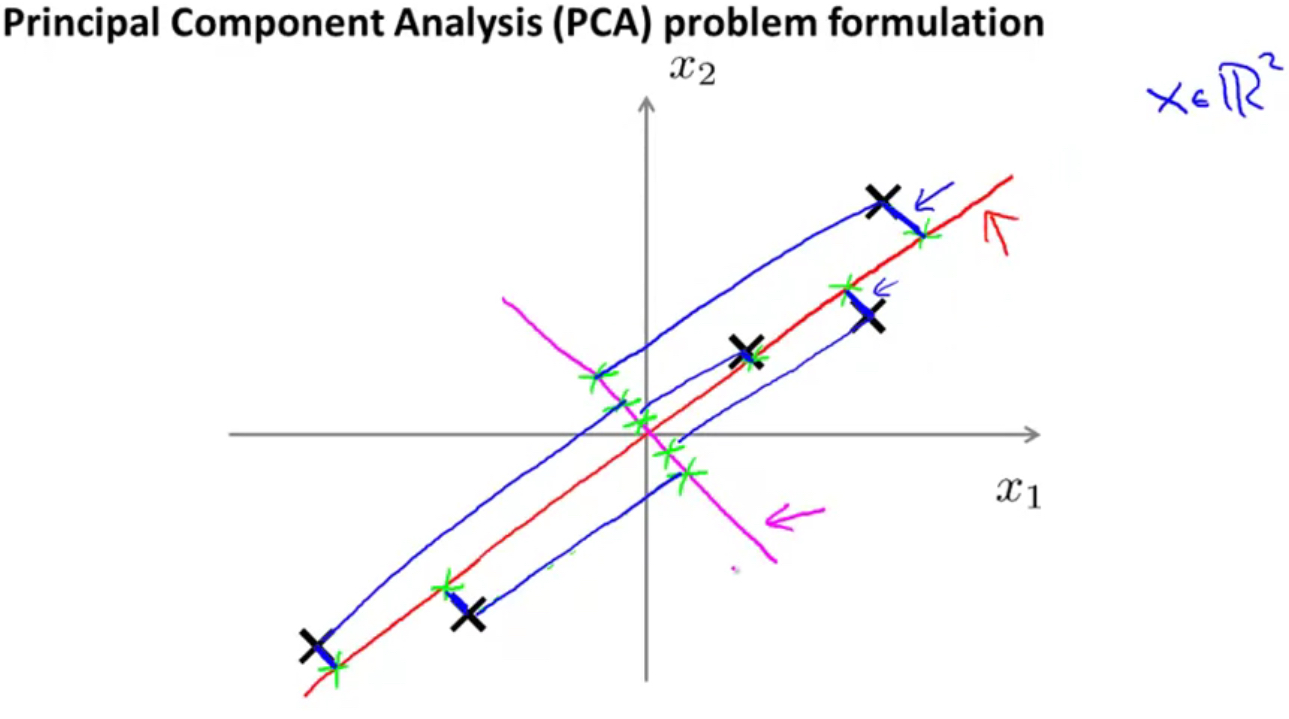 Principal Component Analysis (PCA) problem formulation
x₂
x ∈ ℝ²
x₁